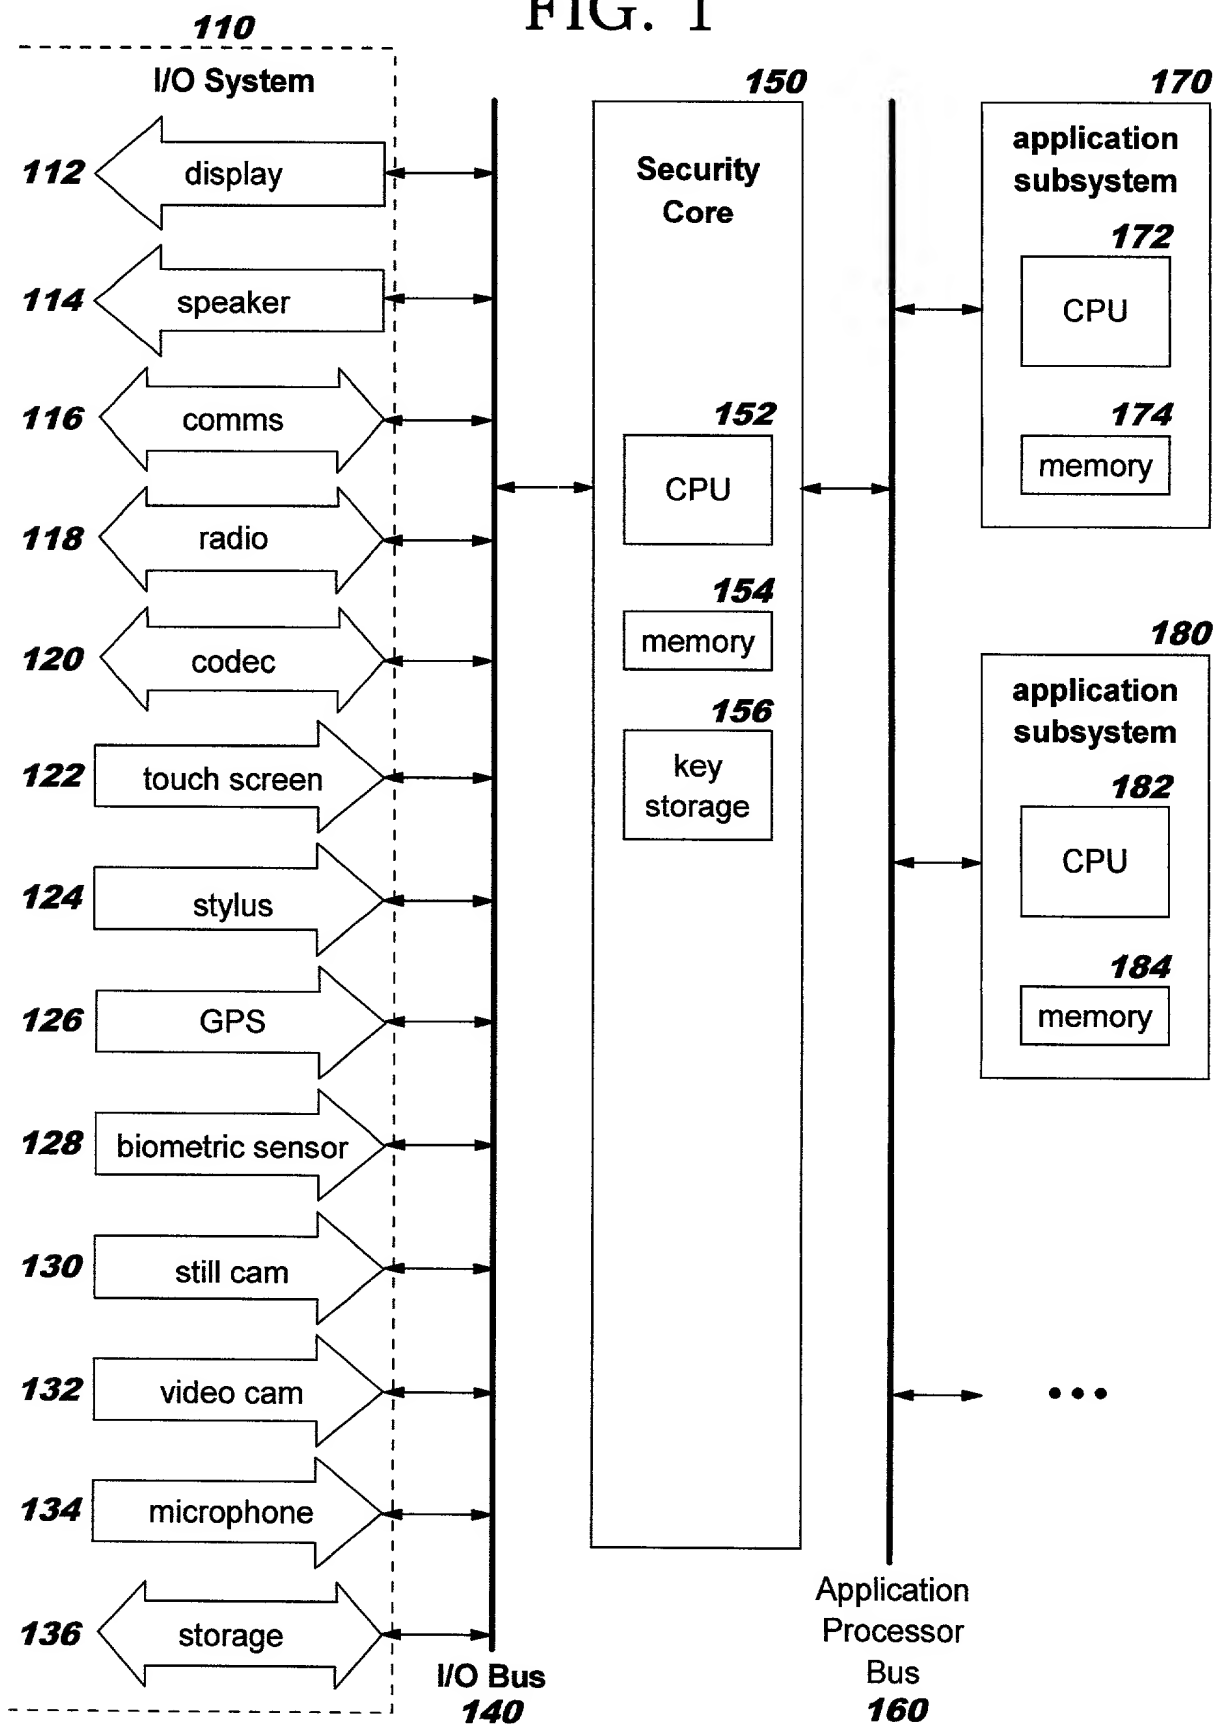 FIG. 1
110
I/O System
112
display
114
speaker
116
comms
118
radio
120
codec
122
touch screen
124
stylus
126
GPS
128
biometric sensor
130
still cam
132
video cam
134
microphone
136
storage
I/O Bus
140
150
Security
Core
152
CPU
154
memory
156
key
storage
Application
Processor
Bus
160
170
application
subsystem
172
CPU
174
memory
180
application
subsystem
182
CPU
184
memory
•••